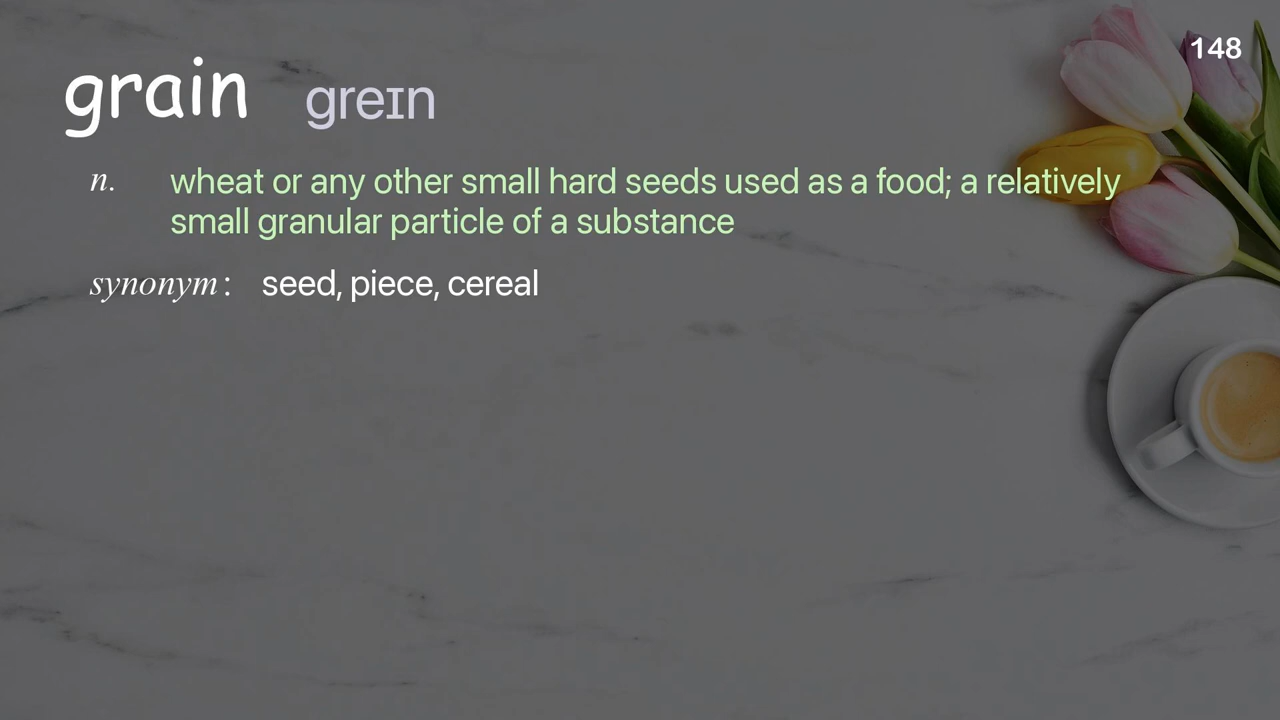 148
grain greɪn
n. wheat or any other small hard seeds used as a food; a relatively
small granular particle of a substance
synonym: seed, piece, cereal